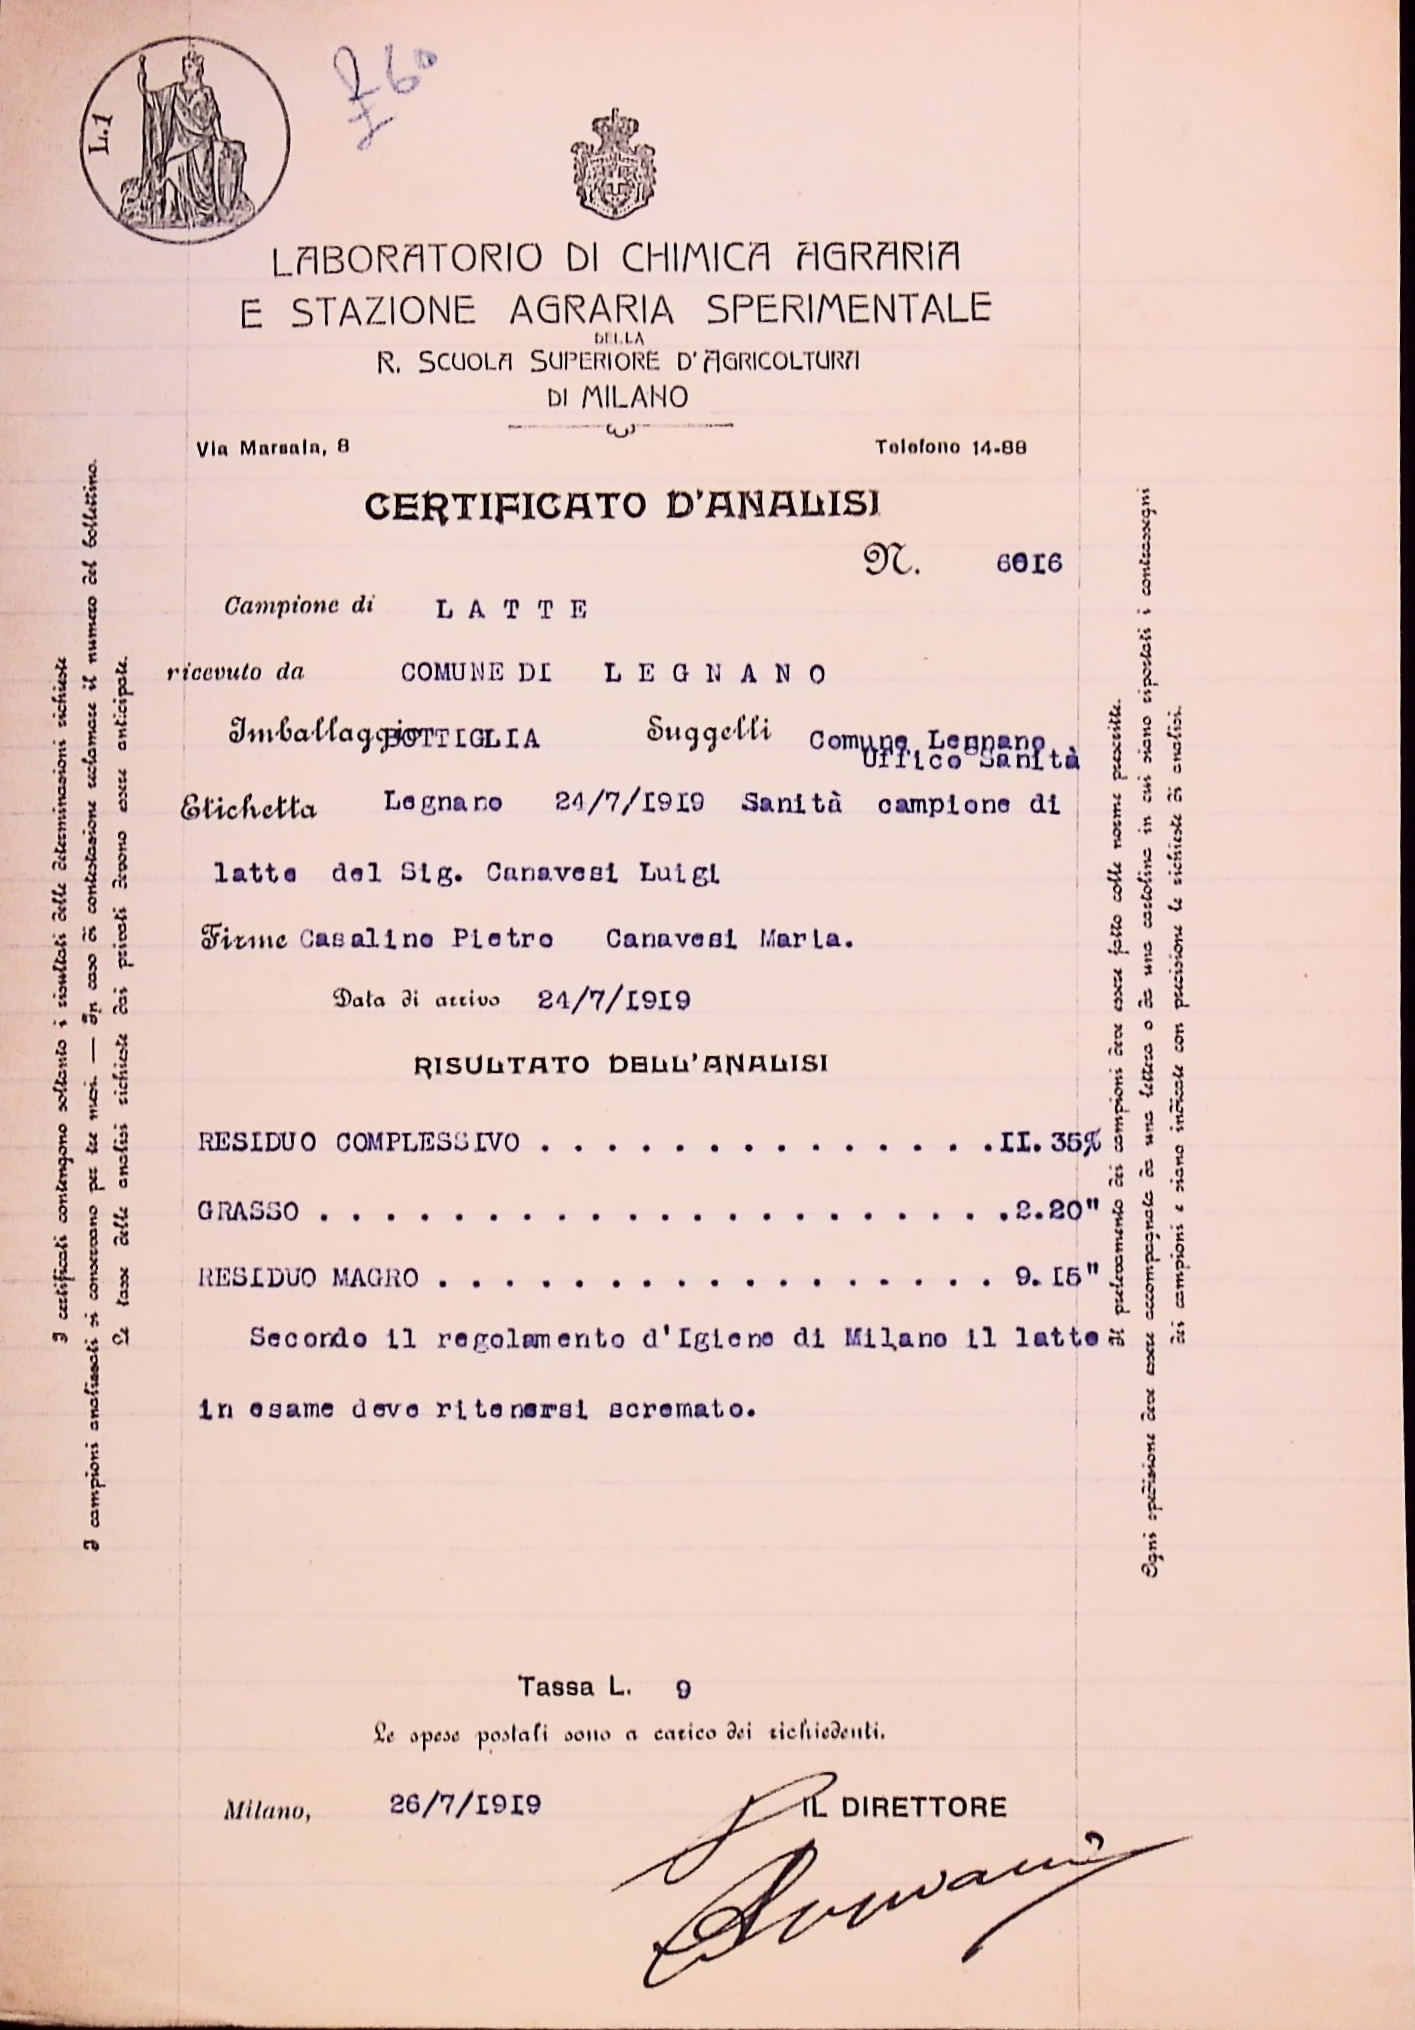 L.1
£ 60
LABORATORIO DI CHIMICA AGRARIA
E STAZIONE AGRARIA SPERIMENTALE
DELLA
R. SCUOLA SUPERIORE D'AGRICOLTURA
DI MILANO
Via Marsala, 8 Telefono 14-88
CERTIFICATO D'ANALISI
N. 6016
Campione di LATTE
ricevuto da COMUNE DI LEGNANO
Imballaggio BOTTIGLIA Suggelli Comune Legnano
Uffico Sanità
Etichetta Legnano 24/7/I9I9 Sanità campione di
latte del Sig. Canavesi Luigi
Firme Casalino Pietro Canavesi Maria.
Data di arrivo 24/7/I9I9
RISULTATO DELL'ANALISI
RESIDUO COMPLESSIVO . . . . . . . . . . . . . . II. 35%
GRASSO . . . . . . . . . . . . . . . . . . . . . 2.20"
RESIDUO MAGRO . . . . . . . . . . . . . . . . . 9. I5"
Secondo il regolamento d'Igiene di Milano il latte
in esame deve ritenersi scremato.
Tassa L. 9
Le spese postali sono a carico dei richiedenti.
Milano, 26/7/I9I9 IL DIRETTORE
I certificati contengono soltanto i risultati delle determinazioni richieste
I campioni analizzati si conservano per tre mesi. — In caso di contestazione reclamare il numero del bollettino.
Le tasse delle analisi richieste dai privati devono essere anticipate.
Il prelevamento dei campioni deve essere fatto colle norme prescritte.
Ogni spedizione deve essere accompagnata da una lettera o da una cartolina in cui siano riportati i contrassegni
dei campioni e siano indicate con precisione le richieste di analisi.